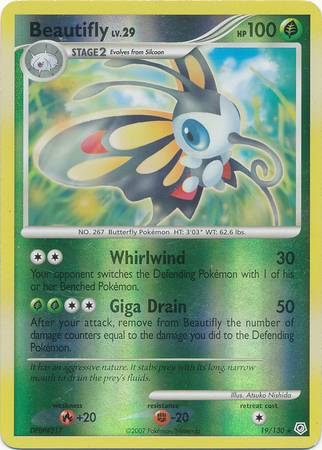 Beautifly LV.29 HP 100
STAGE2 Evolves from Silcoon
NO. 267 Butterfly Pokémon HT: 3'03" WT: 62.6 lbs.
Whirlwind 30
Your opponent switches the Defending Pokémon with 1 of his
or her Benched Pokémon.
Giga Drain 50
After your attack, remove from Beautifly the number of
damage counters equal to the damage you did to the
Defending Pokémon.
It has an aggressive nature. It stabs prey with its long, narrow
mouth to drain the prey's fluids.
Illus. Atsuko Nishida
weakness resistance retreat cost
+20 -20
©2007 Pokémon/Nintendo 19/130 ★